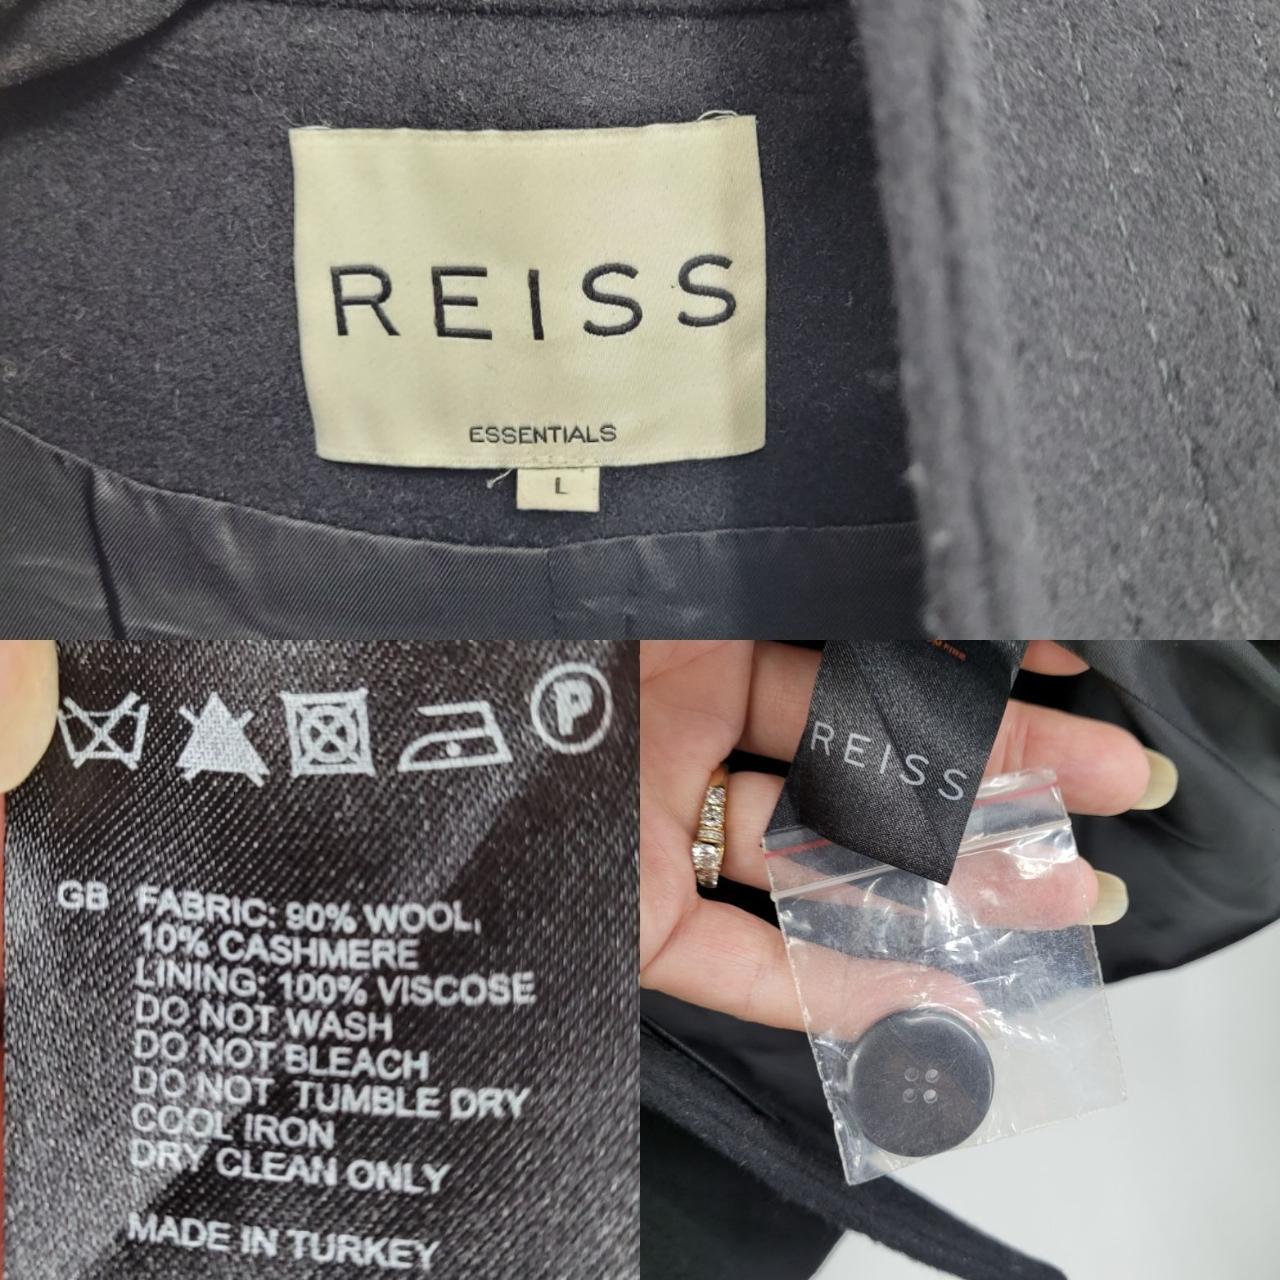 REISS
ESSENTIALS
L
P
GB FABRIC: 90% WOOL,
10% CASHMERE
LINING: 100% VISCOSE
DO NOT WASH
DO NOT BLEACH
DO NOT TUMBLE DRY
COOL IRON
DRY CLEAN ONLY
MADE IN TURKEY
REISS